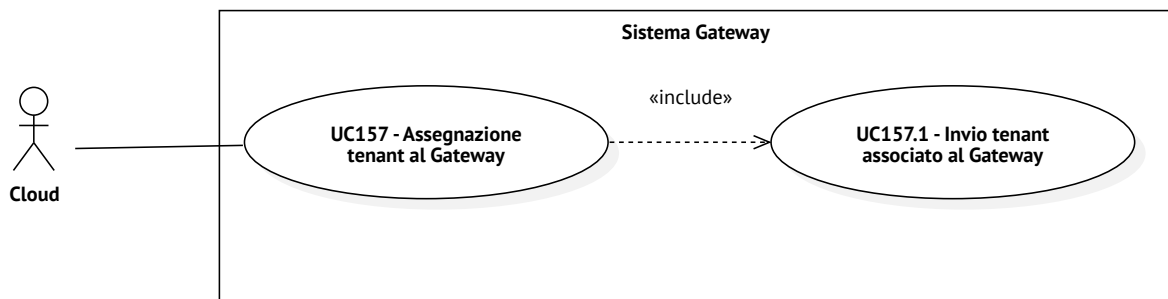 Sistema Gateway
«include»
UC157 - Assegnazione
tenant al Gateway
UC157.1 - Invio tenant
associato al Gateway
Cloud